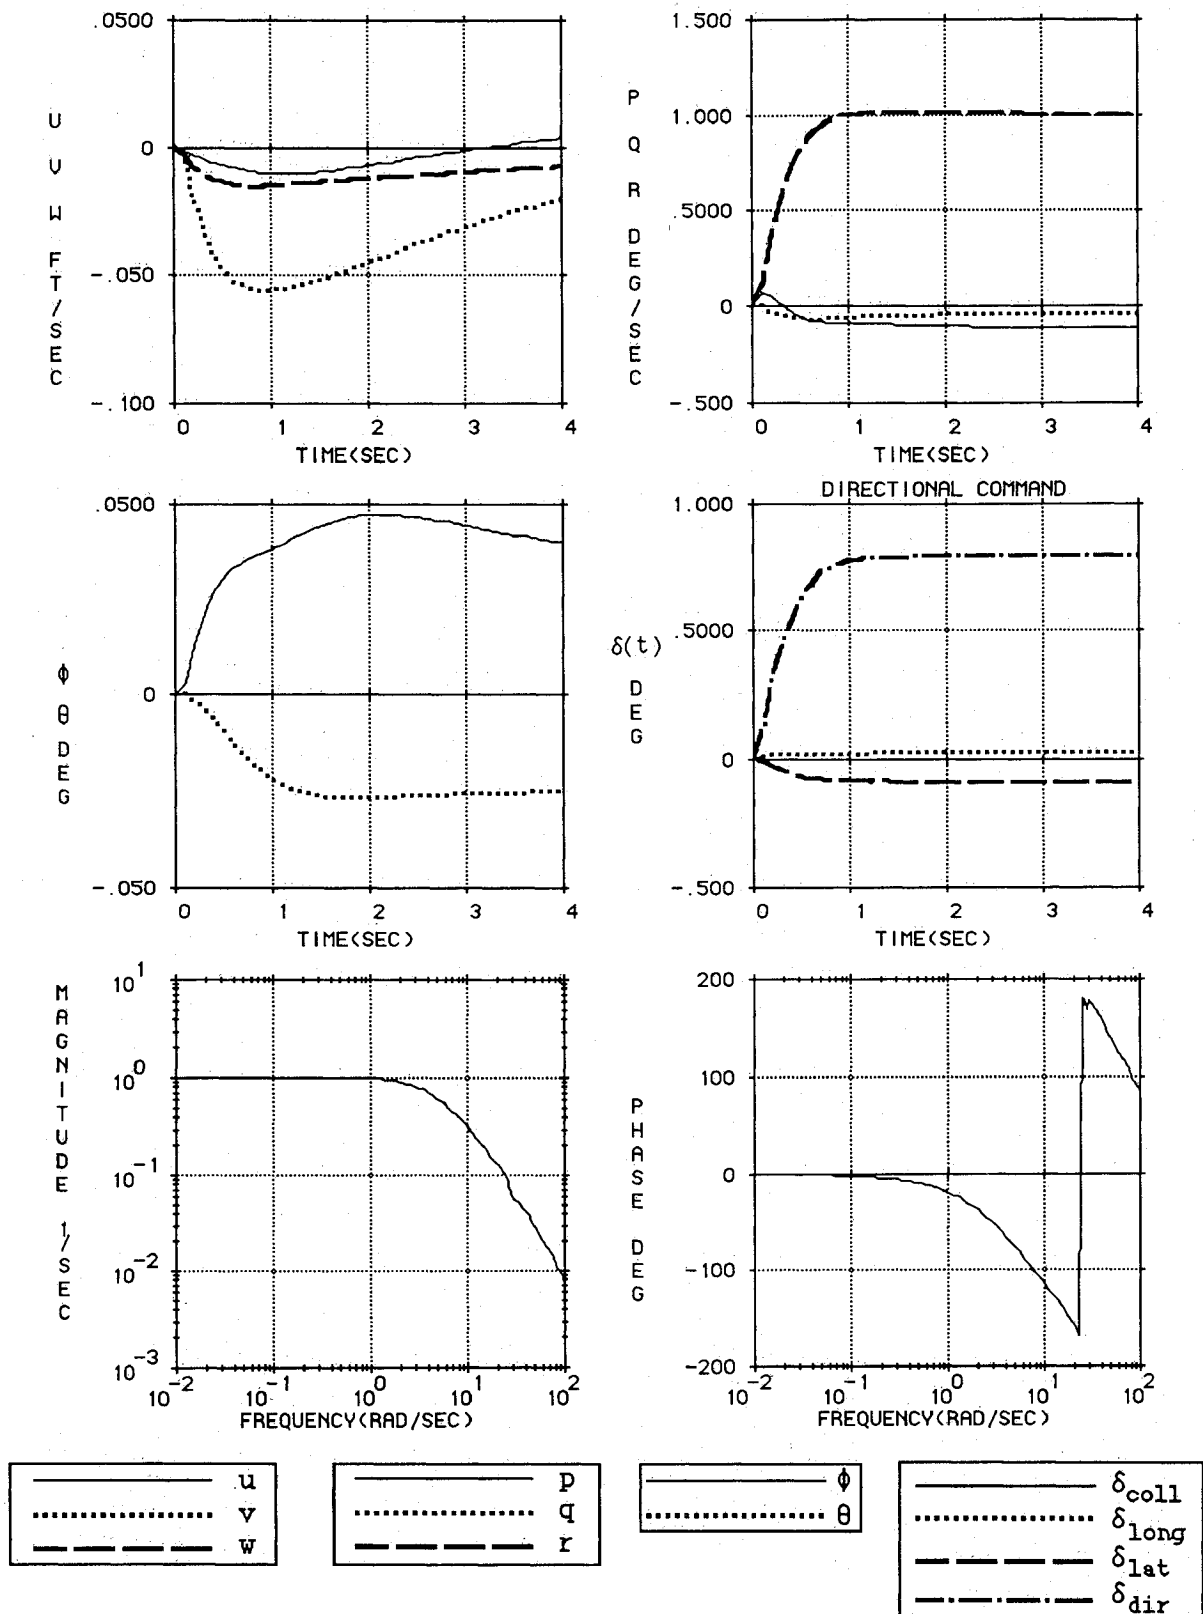 .0500
0
-.050
-.100
U V W FT/SEC
0 1 2 3 4
TIME(SEC)
1.500
1.000
.5000
0
-.500
P Q R DEG/SEC
0 1 2 3 4
TIME(SEC)
.0500
0
-.050
ϕ θ DEG
0 1 2 3 4
TIME(SEC)
DIRECTIONAL COMMAND
1.000
.5000
0
-.500
δ(t) DEG
0 1 2 3 4
TIME(SEC)
10^1
10^0
10^-1
10^-2
10^-3
MAGNITUDE 1/SEC
10^-2 10^-1 10^0 10^1 10^2
FREQUENCY(RAD/SEC)
200
100
0
-100
-200
PHASE DEG
10^-2 10^-1 10^0 10^1 10^2
FREQUENCY(RAD/SEC)
u
v
w
p
q
r
ϕ
θ
δcoll
δlong
δlat
δdir